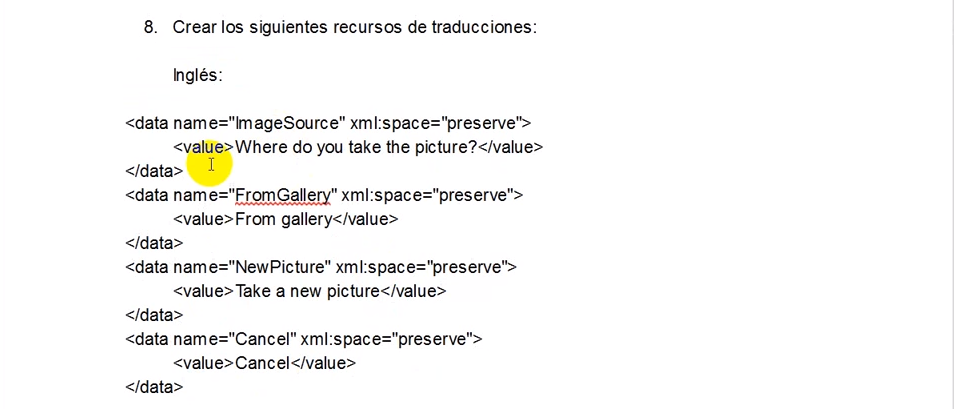 8. Crear los siguientes recursos de traducciones:
Inglés:
<data name="ImageSource" xml:space="preserve">
<value>Where do you take the picture?</value>
</data>
<data name="FromGallery" xml:space="preserve">
<value>From gallery</value>
</data>
<data name="NewPicture" xml:space="preserve">
<value>Take a new picture</value>
</data>
<data name="Cancel" xml:space="preserve">
<value>Cancel</value>
</data>